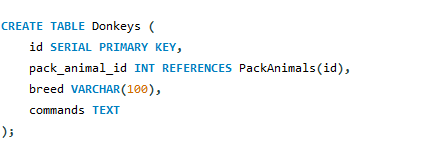 CREATE TABLE Donkeys (
    id SERIAL PRIMARY KEY,
    pack_animal_id INT REFERENCES PackAnimals(id),
    breed VARCHAR(100),
    commands TEXT
);